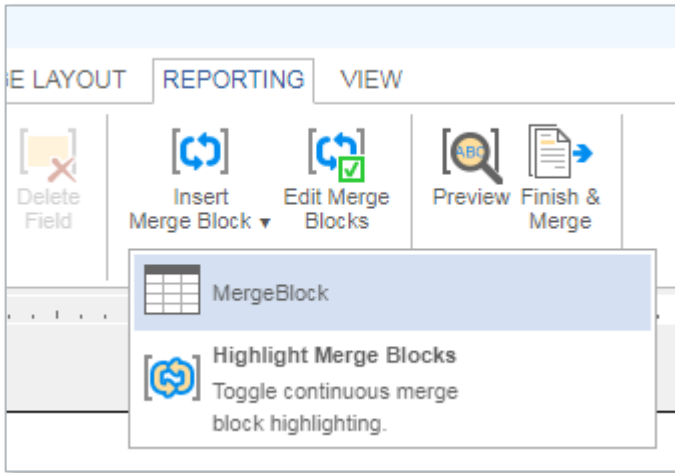 E LAYOUT REPORTING VIEW
Delete Field
Insert Merge Block
Edit Merge Blocks
ABC
Preview
Finish & Merge
MergeBlock
Highlight Merge Blocks
Toggle continuous merge
block highlighting.